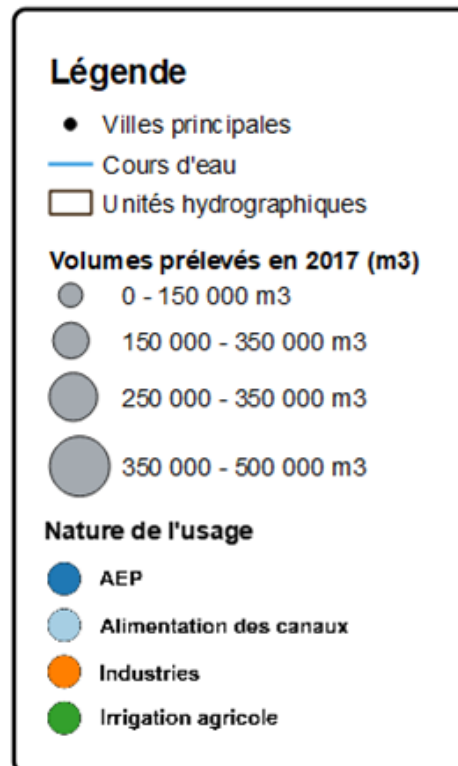 Légende
Villes principales
Cours d'eau
Unités hydrographiques
Volumes prélevés en 2017 (m3)
0 - 150 000 m3
150 000 - 350 000 m3
250 000 - 350 000 m3
350 000 - 500 000 m3
Nature de l'usage
AEP
Alimentation des canaux
Industries
Irrigation agricole